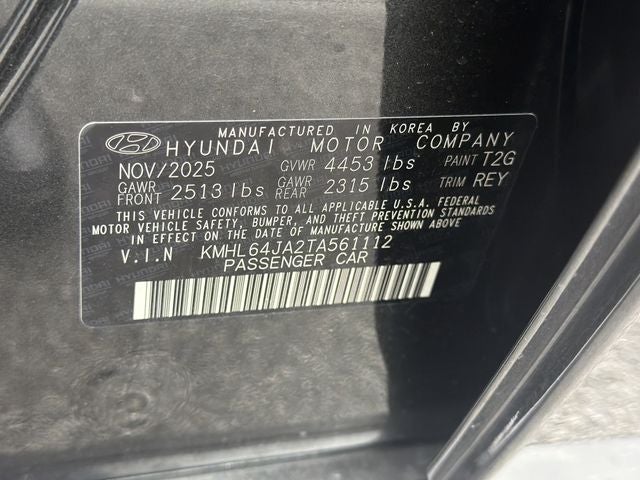 MANUFACTURED IN KOREA BY
HYUNDAI MOTOR COMPANY
NOV/2025 GVWR 4453 lbs PAINT T2G
GAWR FRONT 2513 lbs GAWR REAR 2315 lbs TRIM REY
THIS VEHICLE CONFORMS TO ALL APPLICABLE U.S.A. FEDERAL
MOTOR VEHICLE SAFETY, BUMPER, AND THEFT PREVENTION STANDARDS
IN EFFECT ON THE DATE OF MANUFACTURE SHOWN ABOVE
V.I.N KMHL64JA2TA561112
PASSENGER CAR